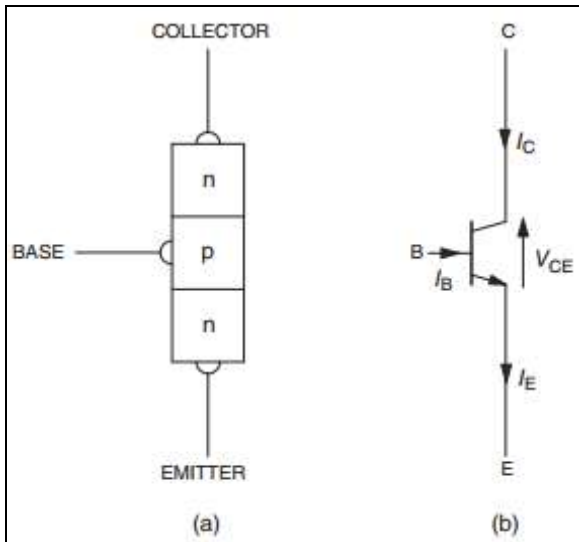 COLLECTOR
n
BASE
p
n
EMITTER
(a)
C
I_C
B
I_B
V_CE
I_E
E
(b)